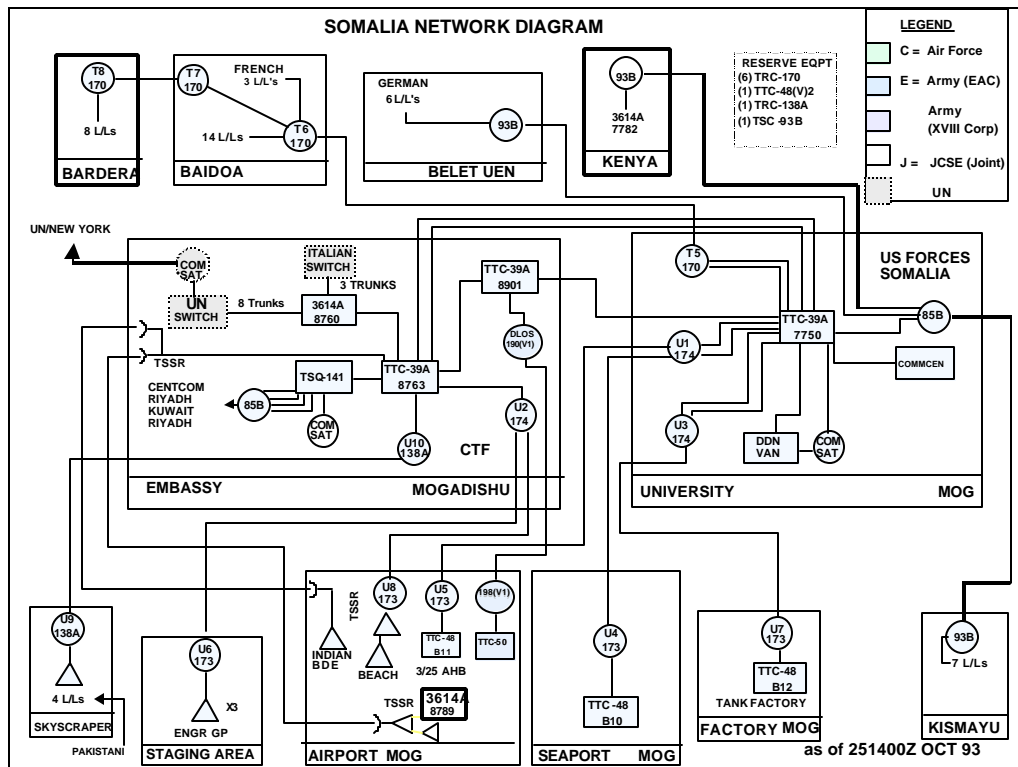 SOMALIA NETWORK DIAGRAM
LEGEND
C = Air Force
E = Army (EAC)
Army
(XVIII Corp)
J = JCSE (Joint)
UN
RESERVE EQPT
(6) TRC-170
(1) TTC-48(V)2
(1) TRC-138A
(1) TSC -93B
T8
170
8 L/Ls
BARDERA
T7
170
FRENCH
3 L/L's
14 L/Ls
T6
170
BAIDOA
GERMAN
6 L/L's
93B
BELET UEN
93B
3614A
7782
KENYA
UN/NEW YORK
COM
SAT
UN
SWITCH
8 Trunks
ITALIAN
SWITCH
3 TRUNKS
3614A
8760
TTC-39A
8901
DLOS
190(V1)
TSSR
TSQ-141
TTC-39A
8763
CENTCOM
RIYADH
KUWAIT
RIYADH
85B
COM
SAT
U10
138A
U2
174
CTF
EMBASSY
MOGADISHU
T5
170
US FORCES
SOMALIA
TTC-39A
7750
85B
U1
174
COMMCEN
U3
174
DDN
VAN
COM
SAT
UNIVERSITY
MOG
U9
138A
4 L/Ls
SKYSCRAPER
PAKISTANI
U6
173
X3
ENGR GP
STAGING AREA
INDIAN
BDE
TSSR
U8
173
BEACH
U5
173
TTC-48
B11
3/25 AHB
198(V1)
TTC-50
TSSR
3614A
8789
AIRPORT MOG
U4
173
TTC-48
B10
SEAPORT
MOG
U7
173
TTC-48
B12
TANK FACTORY
FACTORY MOG
93B
7 L/Ls
KISMAYU
as of 251400Z OCT 93